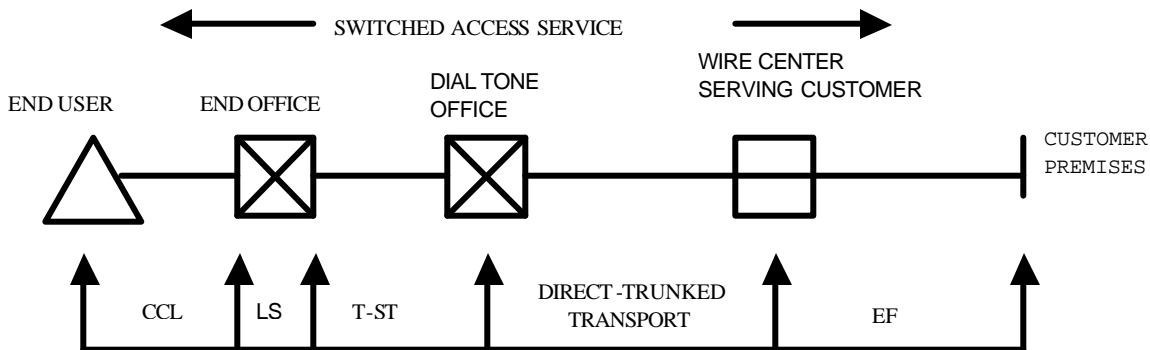 SWITCHED ACCESS SERVICE
WIRE CENTER
SERVING CUSTOMER
DIAL TONE
OFFICE
END USER
END OFFICE
CUSTOMER
PREMISES
CCL
LS
T-ST
DIRECT -TRUNKED
TRANSPORT
EF